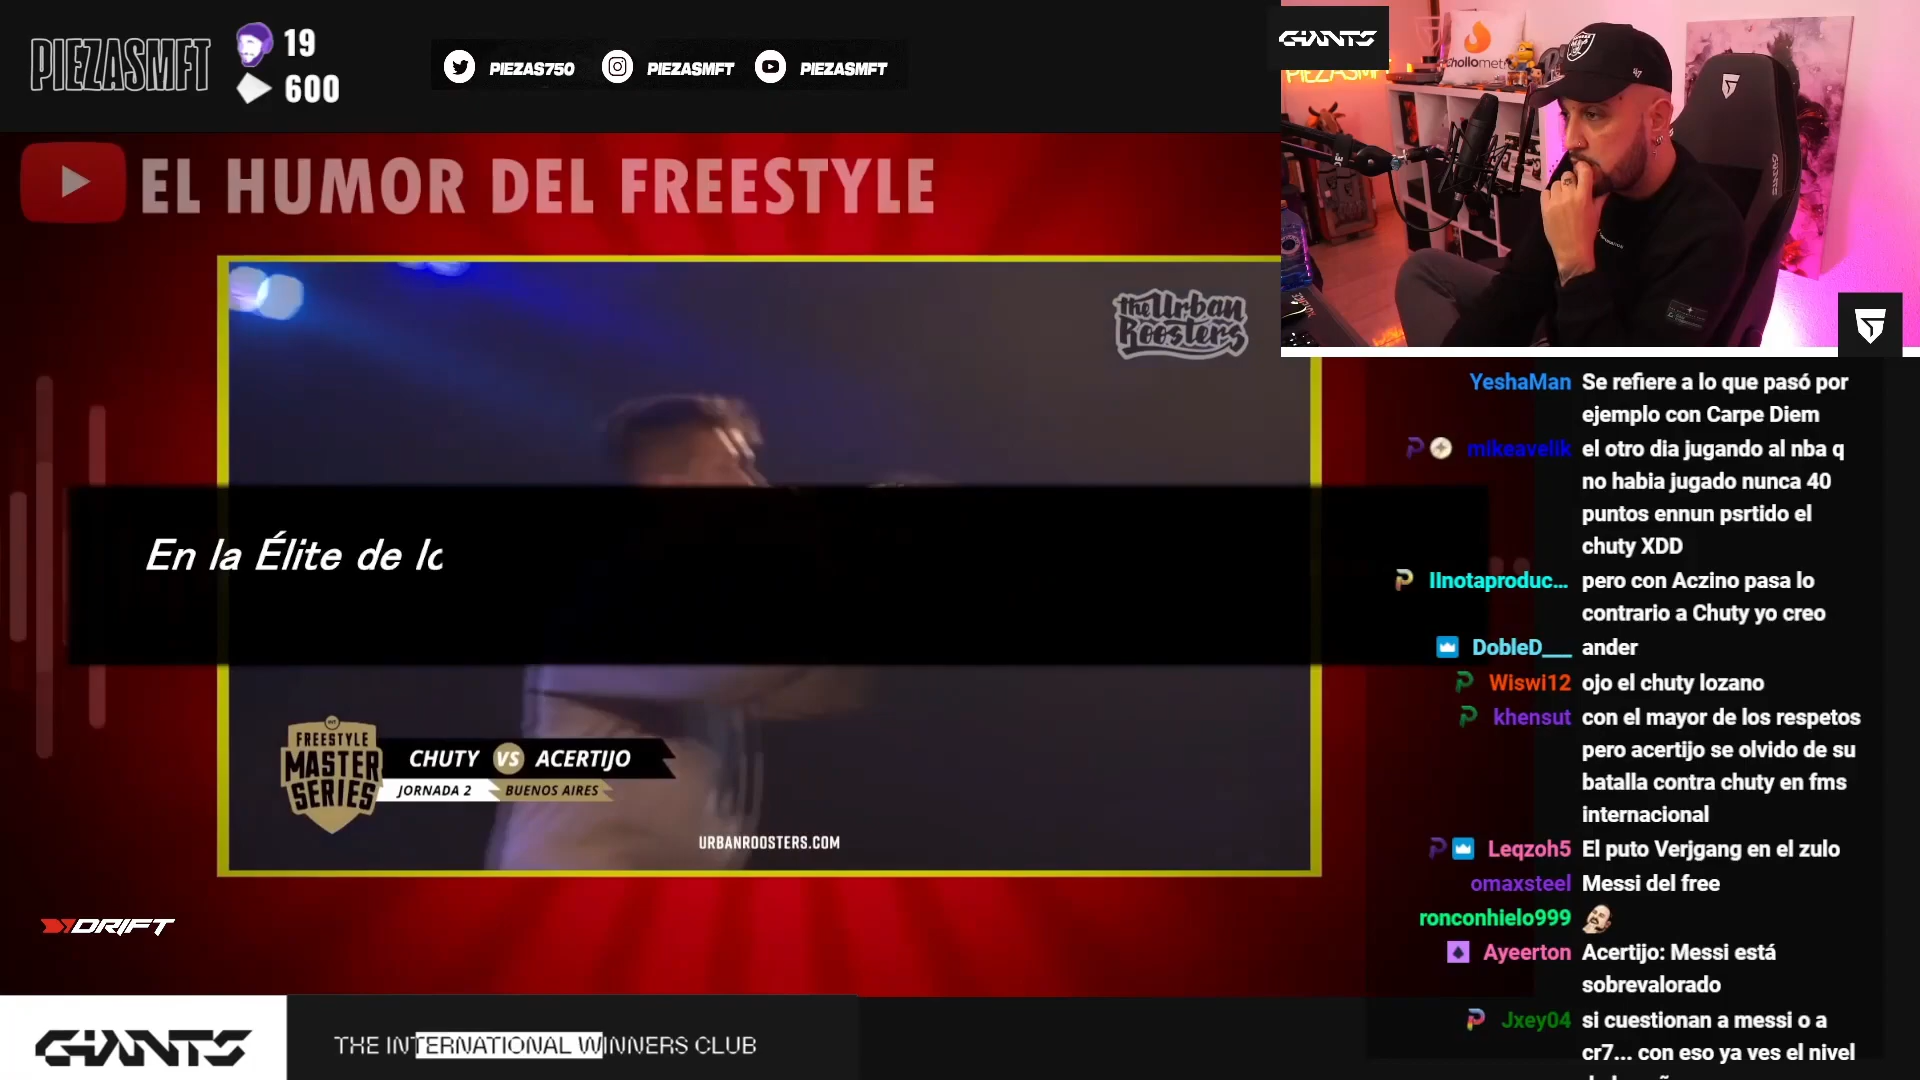 PIEZASMFT
19
600
PIEZAS750
PIEZASMFT
PIEZASMFT
GIANTS
chollomet
PIEZASM
EL HUMOR DEL FREESTYLE
the Urban
Roosters
En la Élite de lo
INT
FREESTYLE
MASTER
SERIES
CHUTY VS ACERTIJO
JORNADA 2
BUENOS AIRES
URBANROOSTERS.COM
DRIFT
GIANTS
THE INTERNATIONAL WINNERS CLUB
YeshaMan Se refiere a lo que pasó por
ejemplo con Carpe Diem
mikeavelik el otro dia jugando al nba q
no habia jugado nunca 40
puntos ennun psrtido el
chuty XDD
llnotaproduc... pero con Aczino pasa lo
contrario a Chuty yo creo
DobleD___ ander
Wiswi12 ojo el chuty lozano
khensut con el mayor de los respetos
pero acertijo se olvido de su
batalla contra chuty en fms
internacional
Leqzoh5 El puto Verjgang en el zulo
omaxsteel Messi del free
ronconhielo999
Ayeerton Acertijo: Messi está
sobrevalorado
Jxey04 si cuestionan a messi o a
cr7... con eso ya ves el nivel